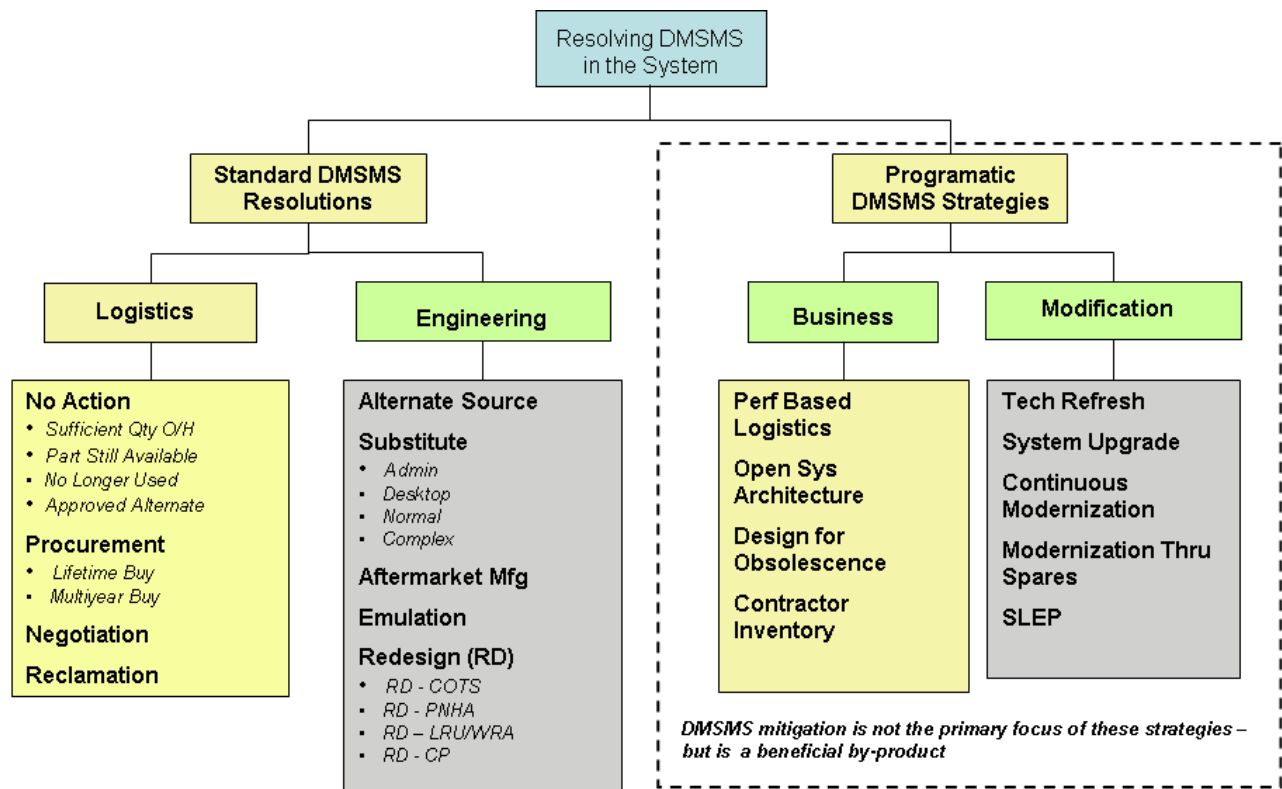 Resolving DMSMS
in the System
Standard DMSMS
Resolutions
Programatic
DMSMS Strategies
Logistics
Engineering
Business
Modification
No Action
• Sufficient Qty O/H
• Part Still Available
• No Longer Used
• Approved Alternate
Procurement
• Lifetime Buy
• Multiyear Buy
Negotiation
Reclamation
Alternate Source
Substitute
• Admin
• Desktop
• Normal
• Complex
Aftermarket Mfg
Emulation
Redesign (RD)
• RD - COTS
• RD - PNHA
• RD – LRU/WRA
• RD - CP
Perf Based
Logistics
Open Sys
Architecture
Design for
Obsolescence
Contractor
Inventory
Tech Refresh
System Upgrade
Continuous
Modernization
Modernization Thru
Spares
SLEP
DMSMS mitigation is not the primary focus of these strategies –
but is a beneficial by-product